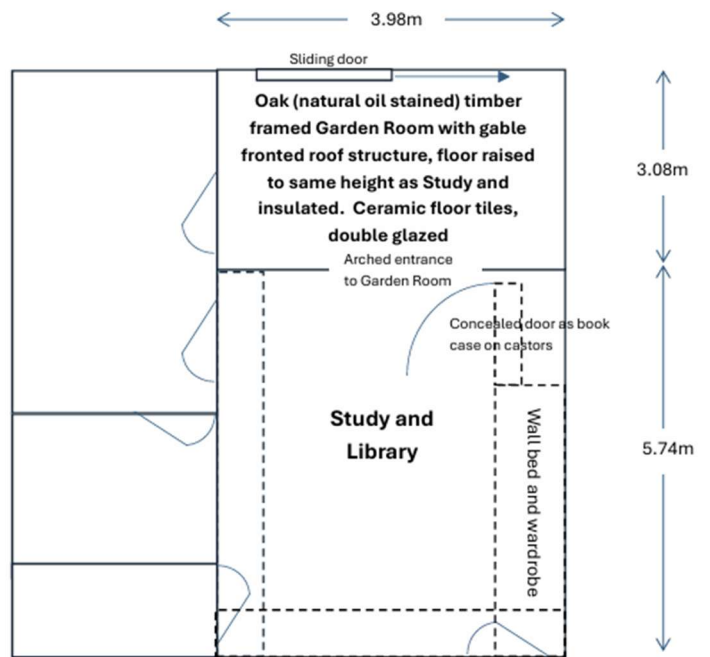 3.98m
Sliding door
Oak (natural oil stained) timber
framed Garden Room with gable
fronted roof structure, floor raised
to same height as Study and
insulated. Ceramic floor tiles,
double glazed
3.08m
Arched entrance
to Garden Room
Concealed door as book
case on castors
Study and
Library
Wall bed and wardrobe
5.74m